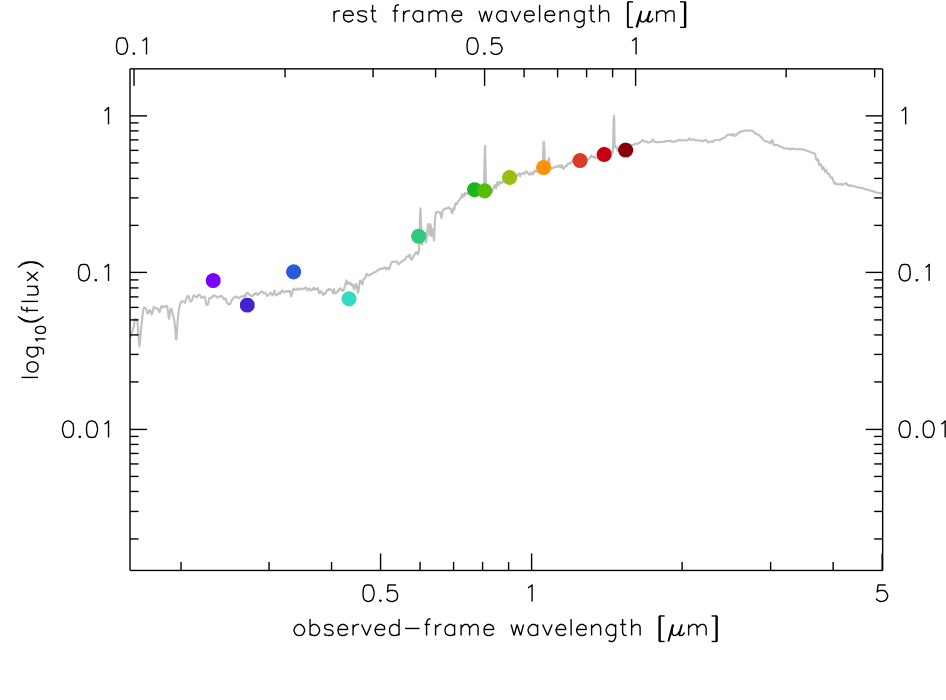 rest frame wavelength [μm]
0.1 0.5 1
1 1
0.1 0.1
0.01 0.01
log₁₀(flux)
0.5 1 5
observed-frame wavelength [μm]